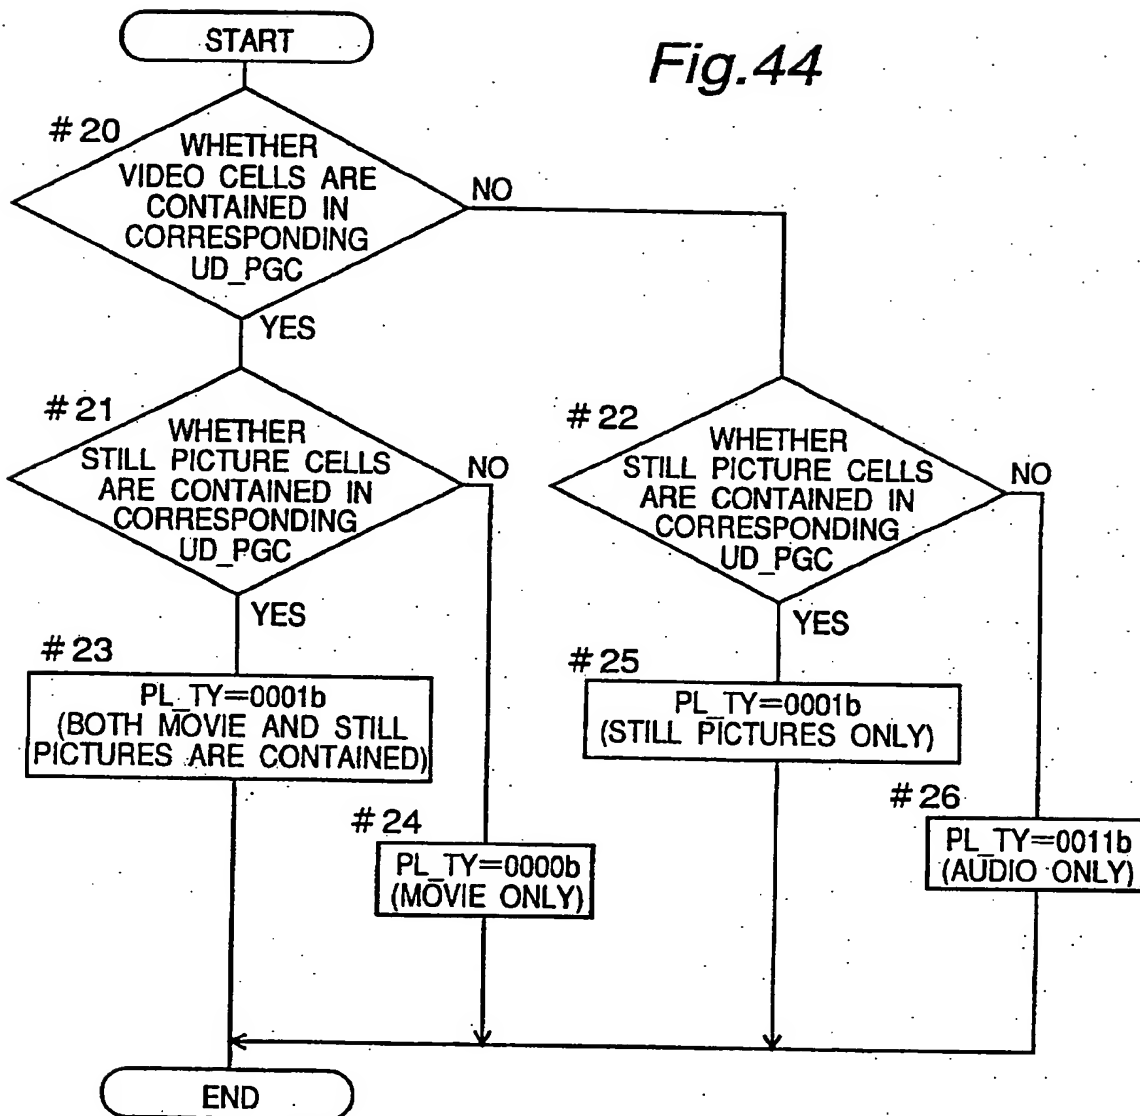 START
Fig.44
#20
WHETHER
VIDEO CELLS ARE
CONTAINED IN
CORRESPONDING
UD_PGC
NO
YES
#21
WHETHER
STILL PICTURE CELLS
ARE CONTAINED IN
CORRESPONDING
UD_PGC
NO
YES
#22
WHETHER
STILL PICTURE CELLS
ARE CONTAINED IN
CORRESPONDING
UD_PGC
NO
YES
#23
PL_TY=0001b
(BOTH MOVIE AND STILL
PICTURES ARE CONTAINED)
#24
PL_TY=0000b
(MOVIE ONLY)
#25
PL_TY=0001b
(STILL PICTURES ONLY)
#26
PL_TY=0011b
(AUDIO ONLY)
END